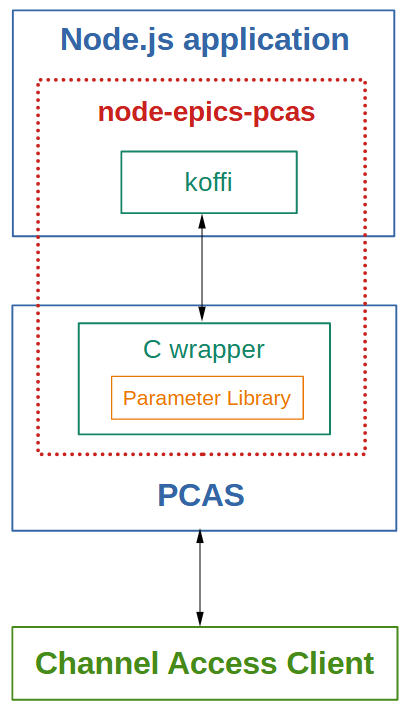 Node.js application
node-epics-pcas
koffi
C wrapper
Parameter Library
PCAS
Channel Access Client